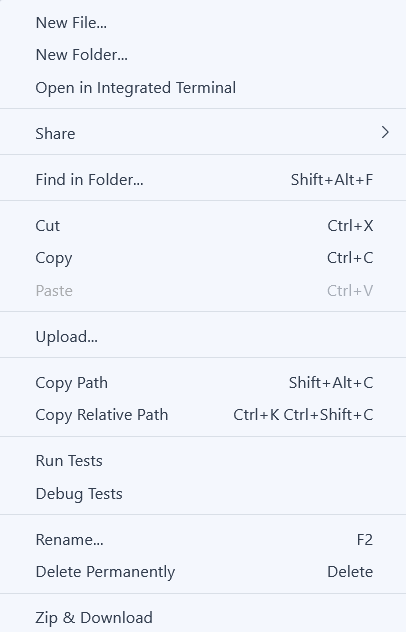 New File...
New Folder...
Open in Integrated Terminal
Share
Find in Folder... Shift+Alt+F
Cut Ctrl+X
Copy Ctrl+C
Paste Ctrl+V
Upload...
Copy Path Shift+Alt+C
Copy Relative Path Ctrl+K Ctrl+Shift+C
Run Tests
Debug Tests
Rename... F2
Delete Permanently Delete
Zip & Download